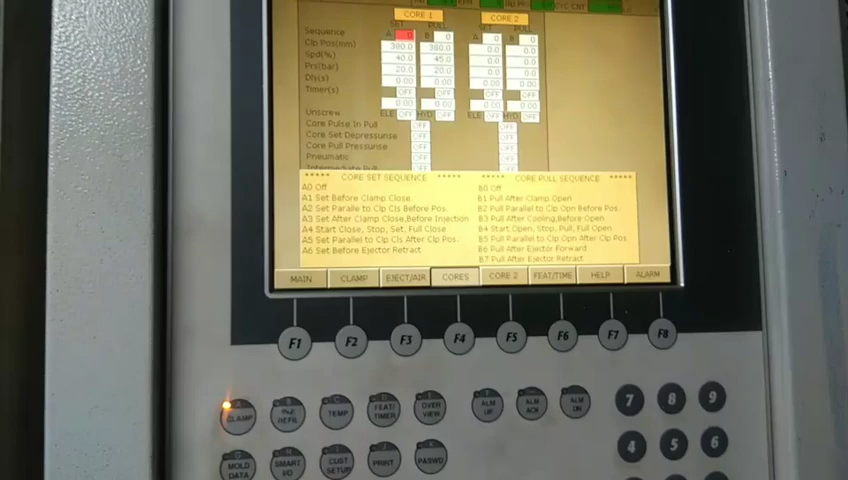 CYC CNT
CORE 1 CORE 2
SET PULL SET PULL
Sequence A 0 B 0 A 0 B 0
Clp Pos(mm) 380.0 380.0 0.0 0.0
Spd(%) 40.0 45.0 0.0 0.0
Prs(bar) 20.0 20.0 0.0 0.0
Dly(s) 0.00 0.00 0.00 0.00
Timer(s) OFF OFF OFF OFF
0.00 0.00 0.00 0.00
Unscrew ELE OFF HYD OFF ELE OFF HYD OFF
Core Pulse In Pull OFF OFF
Core Set Depressurise OFF OFF
Core Pull Pressurise OFF OFF
Pneumatic OFF OFF
Intermediate Pull
***** CORE SET SEQUENCE ***** ***** CORE PULL SEQUENCE *****
A0 Off B0 Off
A1 Set Before Clamp Close. B1 Pull After Clamp Open
A2 Set Paralle to Clp Cls Before Pos. B2 Pull Parallel to Clp Opn Before Pos.
A3 Set After Clamp Close,Before Injection B3 Pull After Cooling,Before Open
A4 Start Close, Stop, Set, Full Close B4 Start Open, Stop, Pull, Full Open
A5 Set Parallel to Clp Cls After Clp Pos. B5 Pull Parallel to Clp Opn After Clp Pos
A6 Set Before Ejector Retract B6 Pull After Ejector Forward
B7 Pull After Ejector Retract
MAIN CLAMP EJECT/AIR CORES CORE 2 FEAT/TIME HELP ALARM
F1 F2 F3 F4 F5 F6 F7 F8
CLAMP INJ/REFR TEMP FEAT/TIMER OVER VIEW ALM UP ALM ACK ALM DN 7 8 9
MOLD DATA SMART I/O CUST SETUP PRINT PASWD 4 5 6